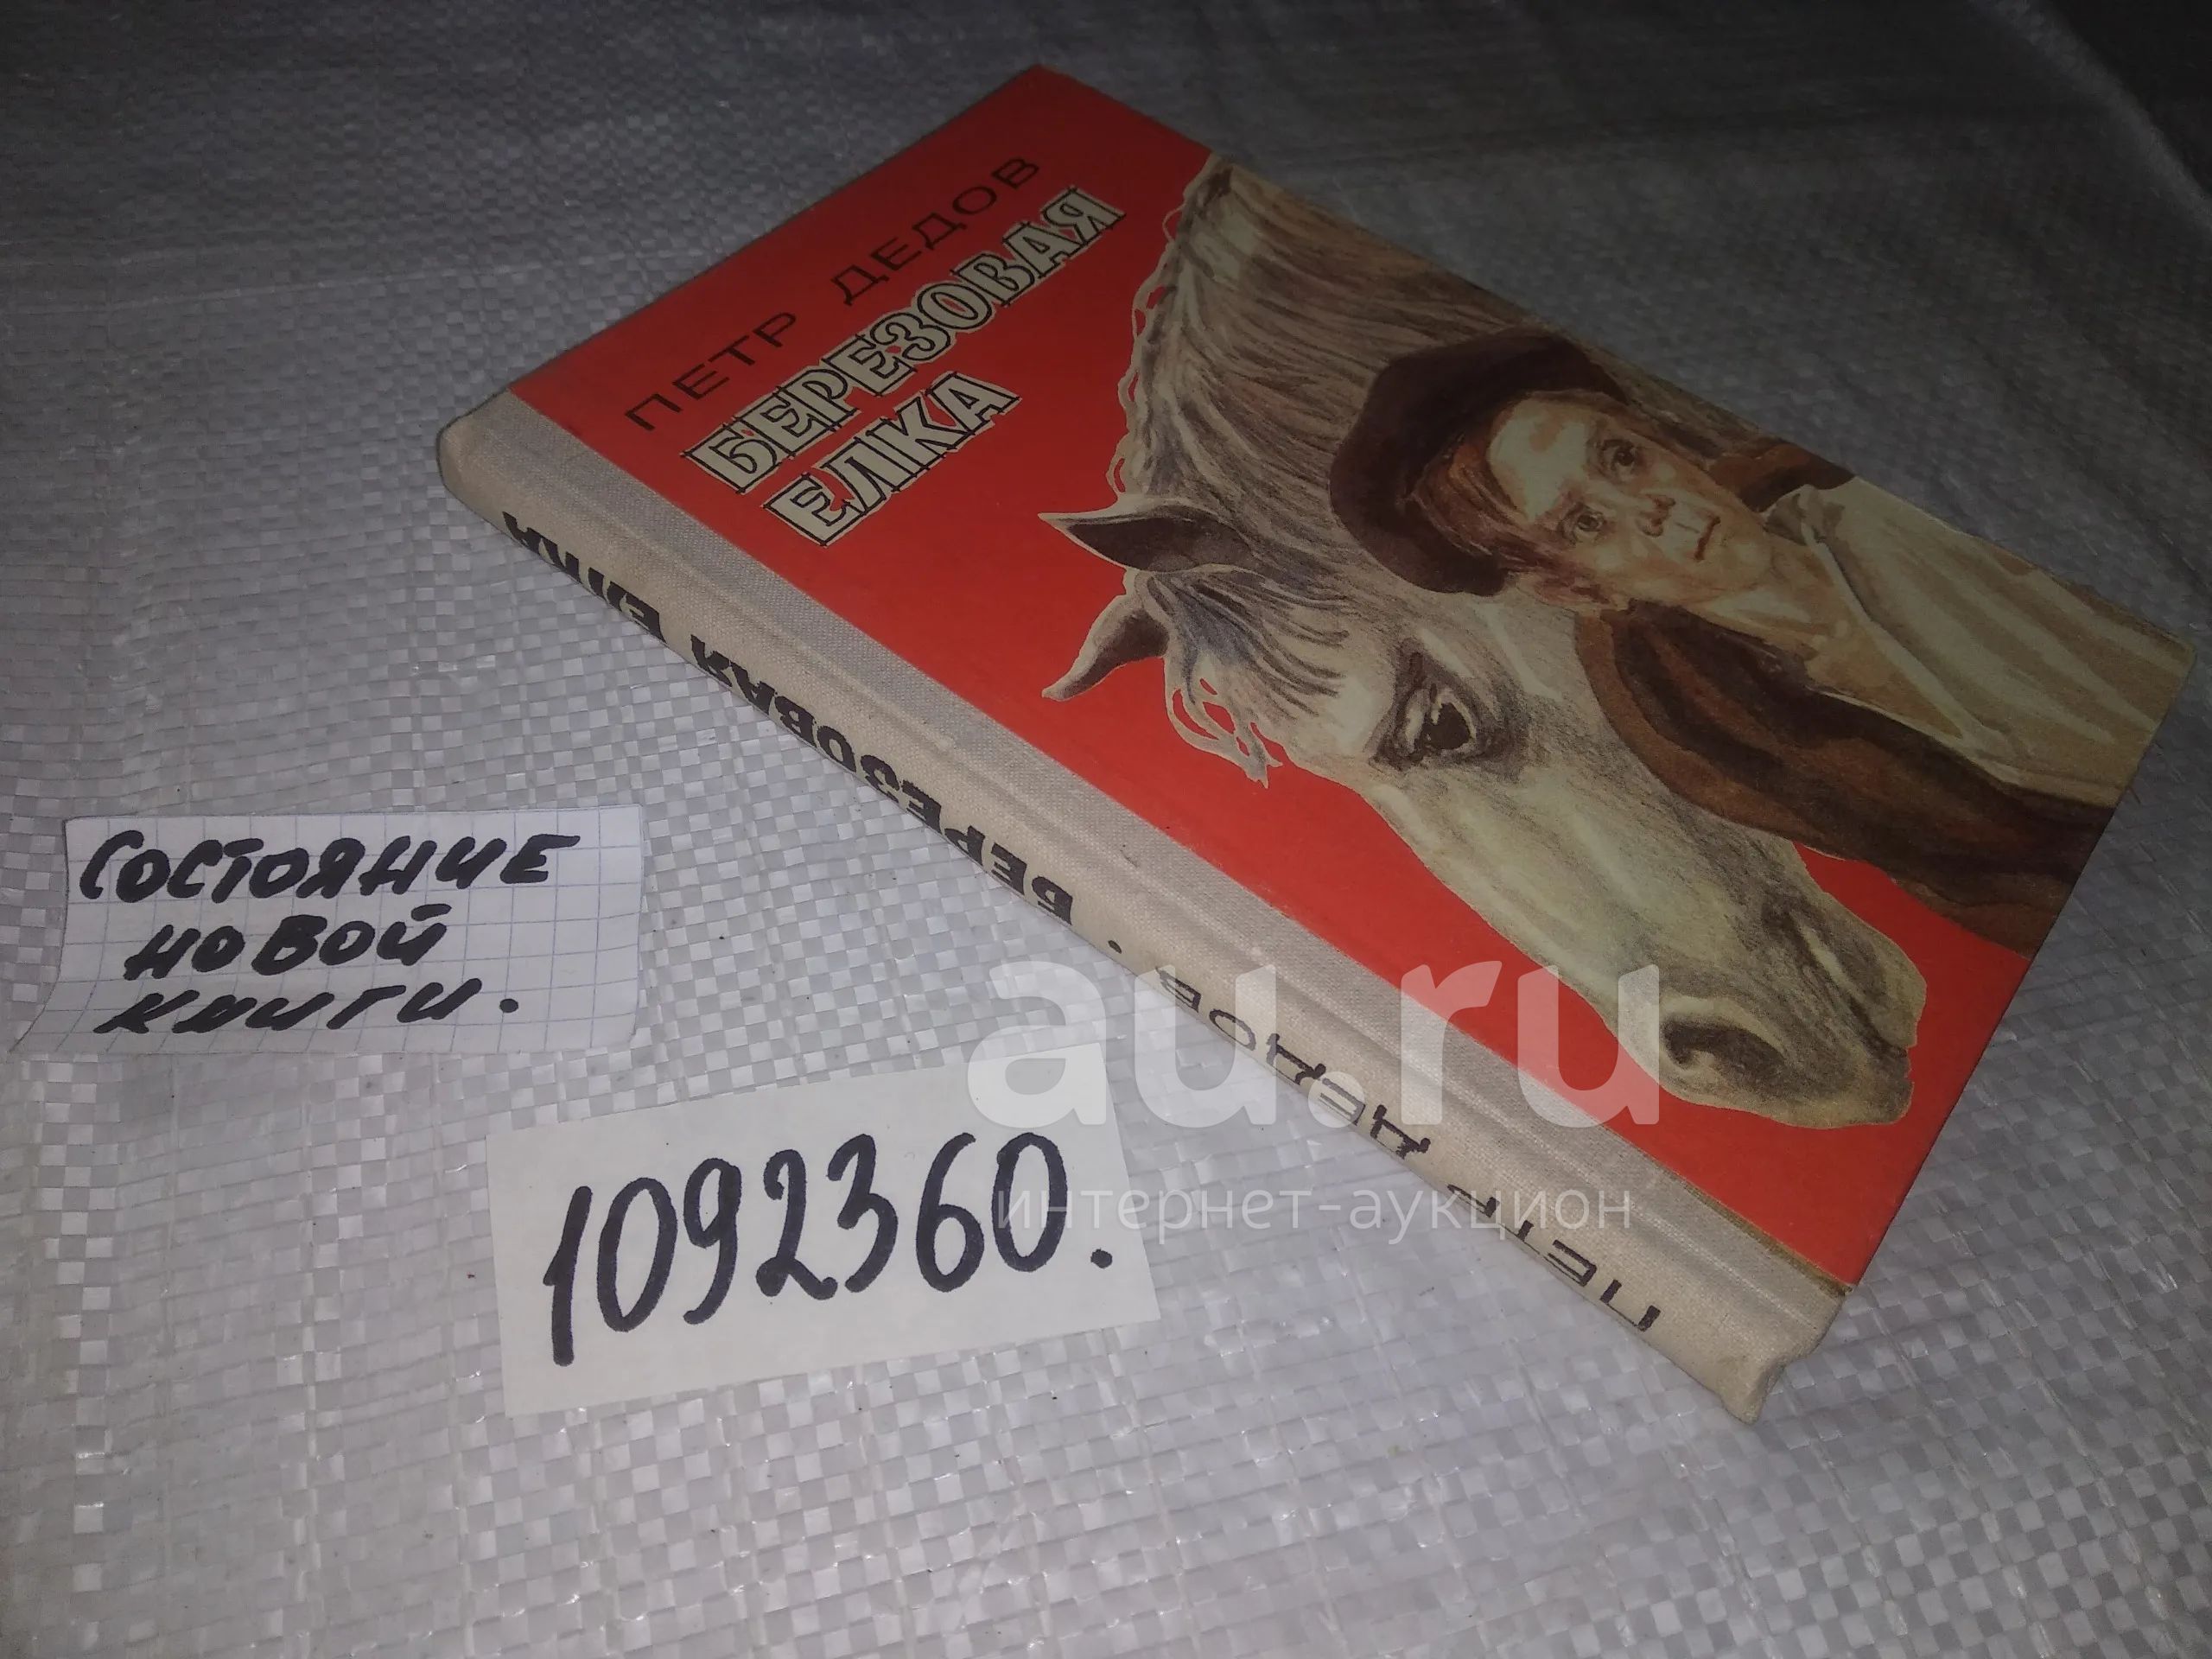 ПЕТР ДЕДОВ
БЕРЕЗОВАЯ
ЕЛКА
ПЕТР ДЕДОВ · БЕРЕЗОВАЯ ЕЛКА
СОСТОЯНИЕ
НОВОЙ
КНИГИ.
1092360.
au.ru
интернет-аукцион